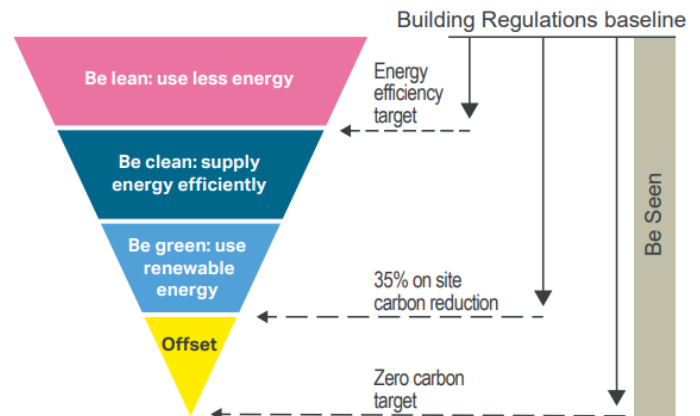 Building Regulations baseline
Be lean: use less energy
Energy
efficiency
target
Be clean: supply
energy efficiently
Be Seen
Be green: use
renewable
energy
35% on site
carbon reduction
Offset
Zero carbon
target